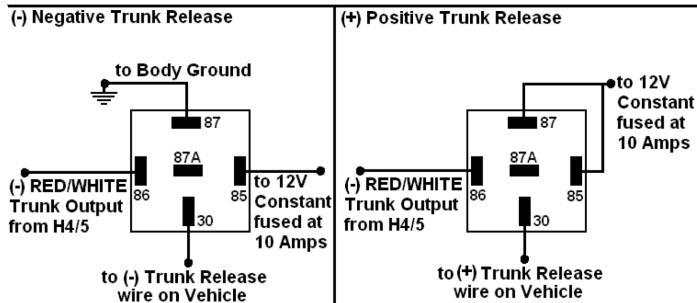 (-) Negative Trunk Release
to Body Ground
87
87A
86
85
30
(-) RED/WHITE
Trunk Output
from H4/5
to 12V
Constant
fused at
10 Amps
to (-) Trunk Release
wire on Vehicle
(+) Positive Trunk Release
to 12V
Constant
fused at
10 Amps
87
87A
86
85
30
(-) RED/WHITE
Trunk Output
from H4/5
to (+) Trunk Release
wire on Vehicle